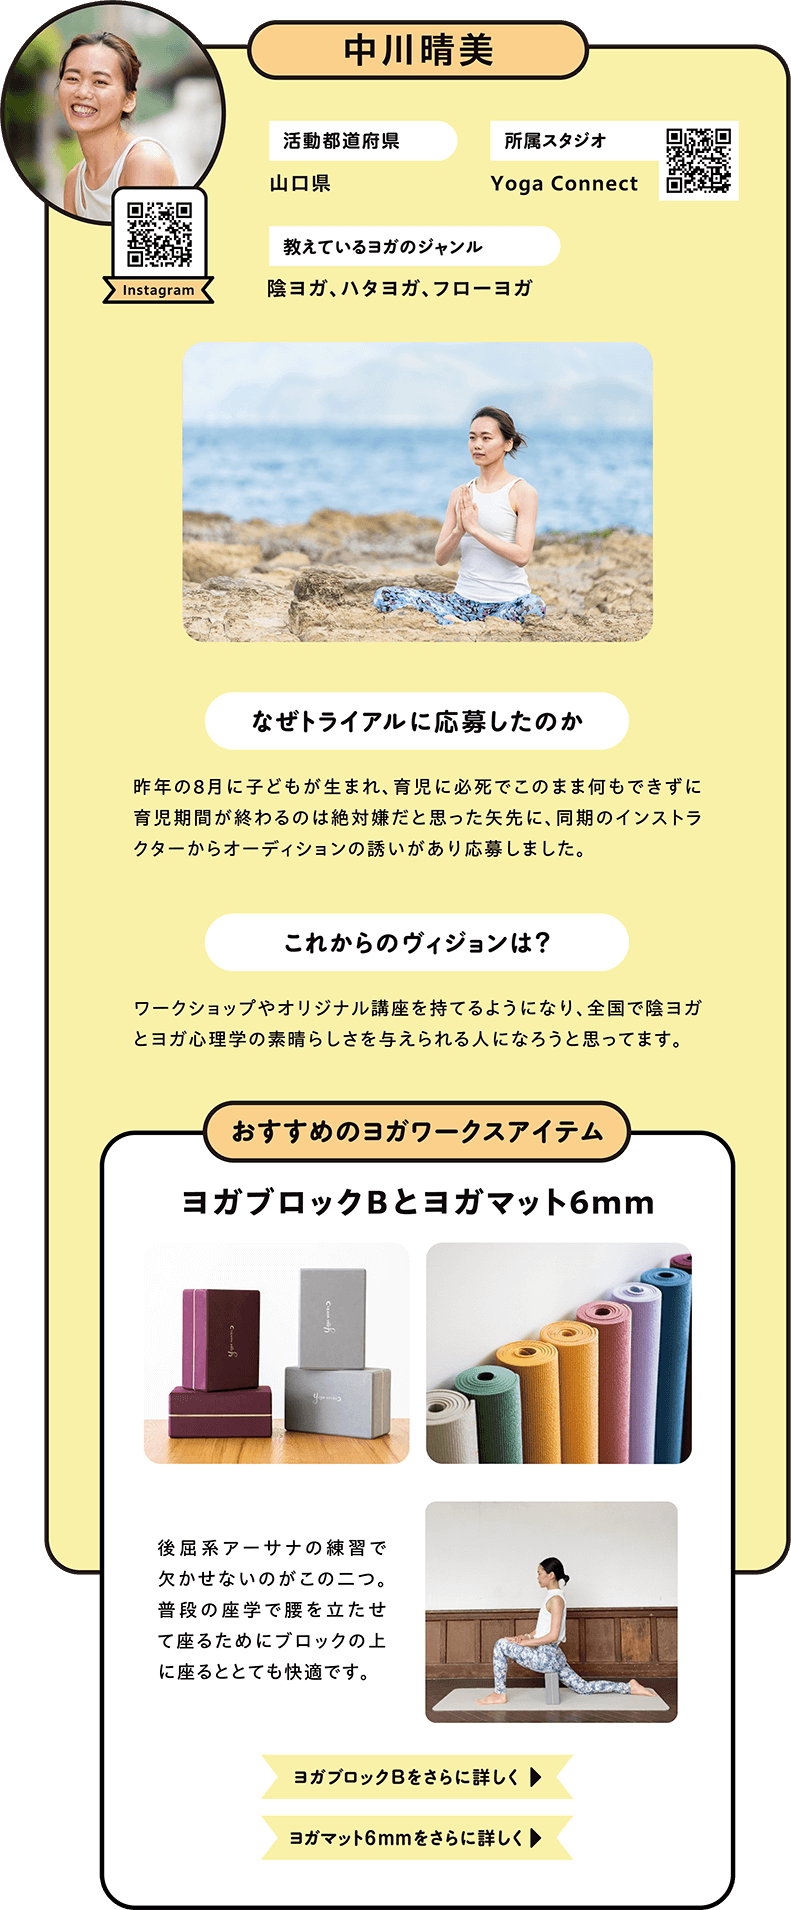 中川晴美
活動都道府県
山口県
所属スタジオ
Yoga Connect
Instagram
教えているヨガのジャンル
陰ヨガ、ハタヨガ、フローヨガ
なぜトライアルに応募したのか
昨年の8月に子どもが生まれ、育児に必死でこのまま何もできずに
育児期間が終わるのは絶対嫌だと思った矢先に、同期のインストラ
クターからオーディションの誘いがあり応募しました。
これからのヴィジョンは？
ワークショップやオリジナル講座を持てるようになり、全国で陰ヨガ
とヨガ心理学の素晴らしさを与えられる人になろうと思ってます。
おすすめのヨガワークスアイテム
ヨガブロックBとヨガマット6mm
後屈系アーサナの練習で
欠かせないのがこの二つ。
普段の座学で腰を立たせ
て座るためにブロックの上
に座るととても快適です。
ヨガブロックBをさらに詳しく▶
ヨガマット6mmをさらに詳しく▶